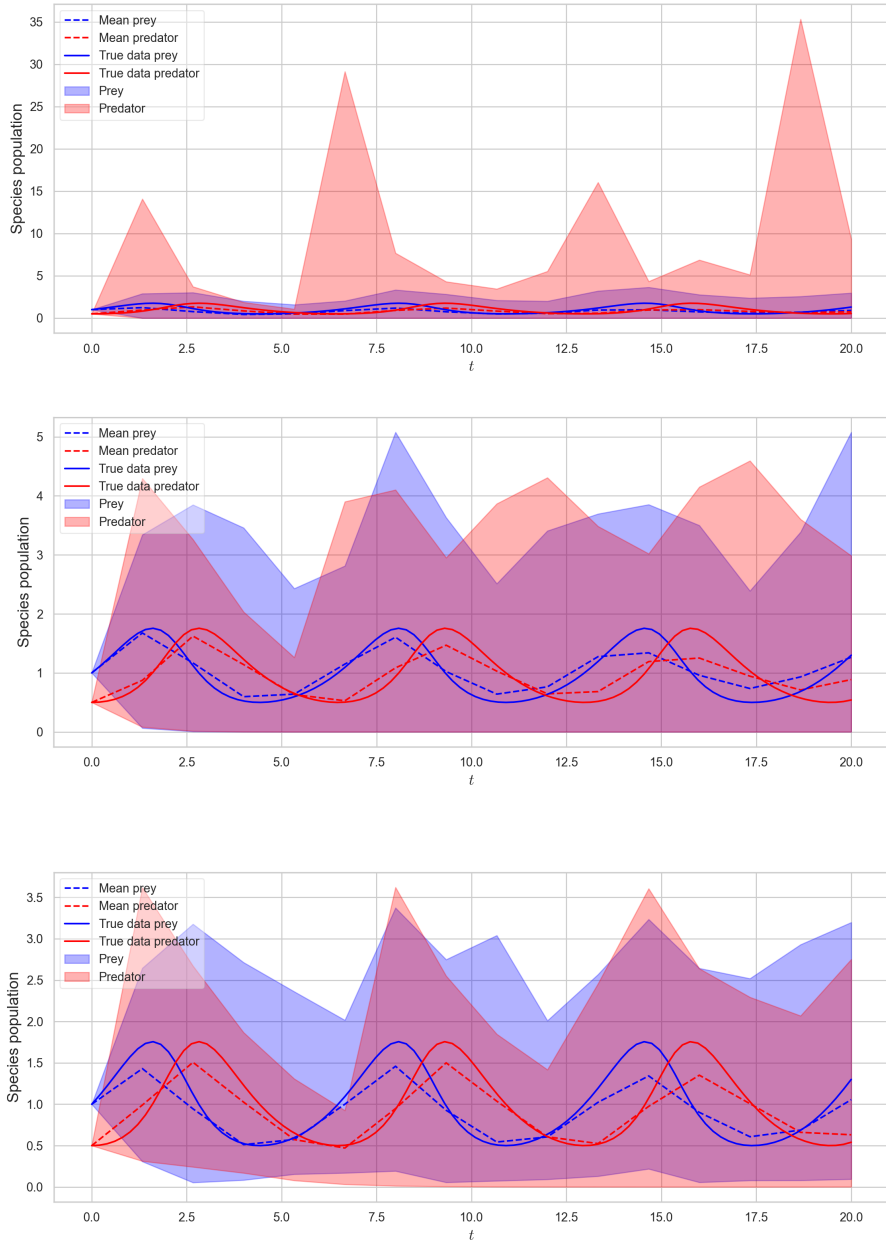 Mean prey
Mean predator
True data prey
True data predator
Prey
Predator
35
30
25
20
15
10
5
0
Species population
0.0 2.5 5.0 7.5 10.0 12.5 15.0 17.5 20.0
t
Mean prey
Mean predator
True data prey
True data predator
Prey
Predator
5
4
3
2
1
0
Species population
0.0 2.5 5.0 7.5 10.0 12.5 15.0 17.5 20.0
t
Mean prey
Mean predator
True data prey
True data predator
Prey
Predator
3.5
3.0
2.5
2.0
1.5
1.0
0.5
0.0
Species population
0.0 2.5 5.0 7.5 10.0 12.5 15.0 17.5 20.0
t